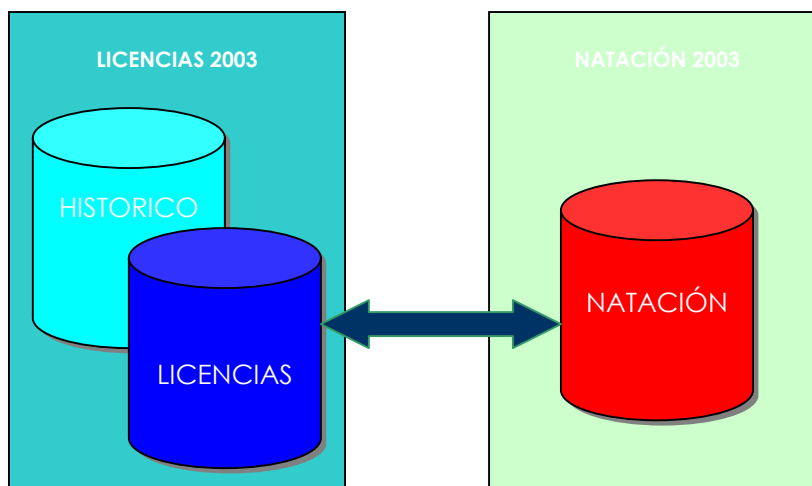 LICENCIAS 2003
NATACIÓN 2003
HISTORICO
LICENCIAS
NATACIÓN